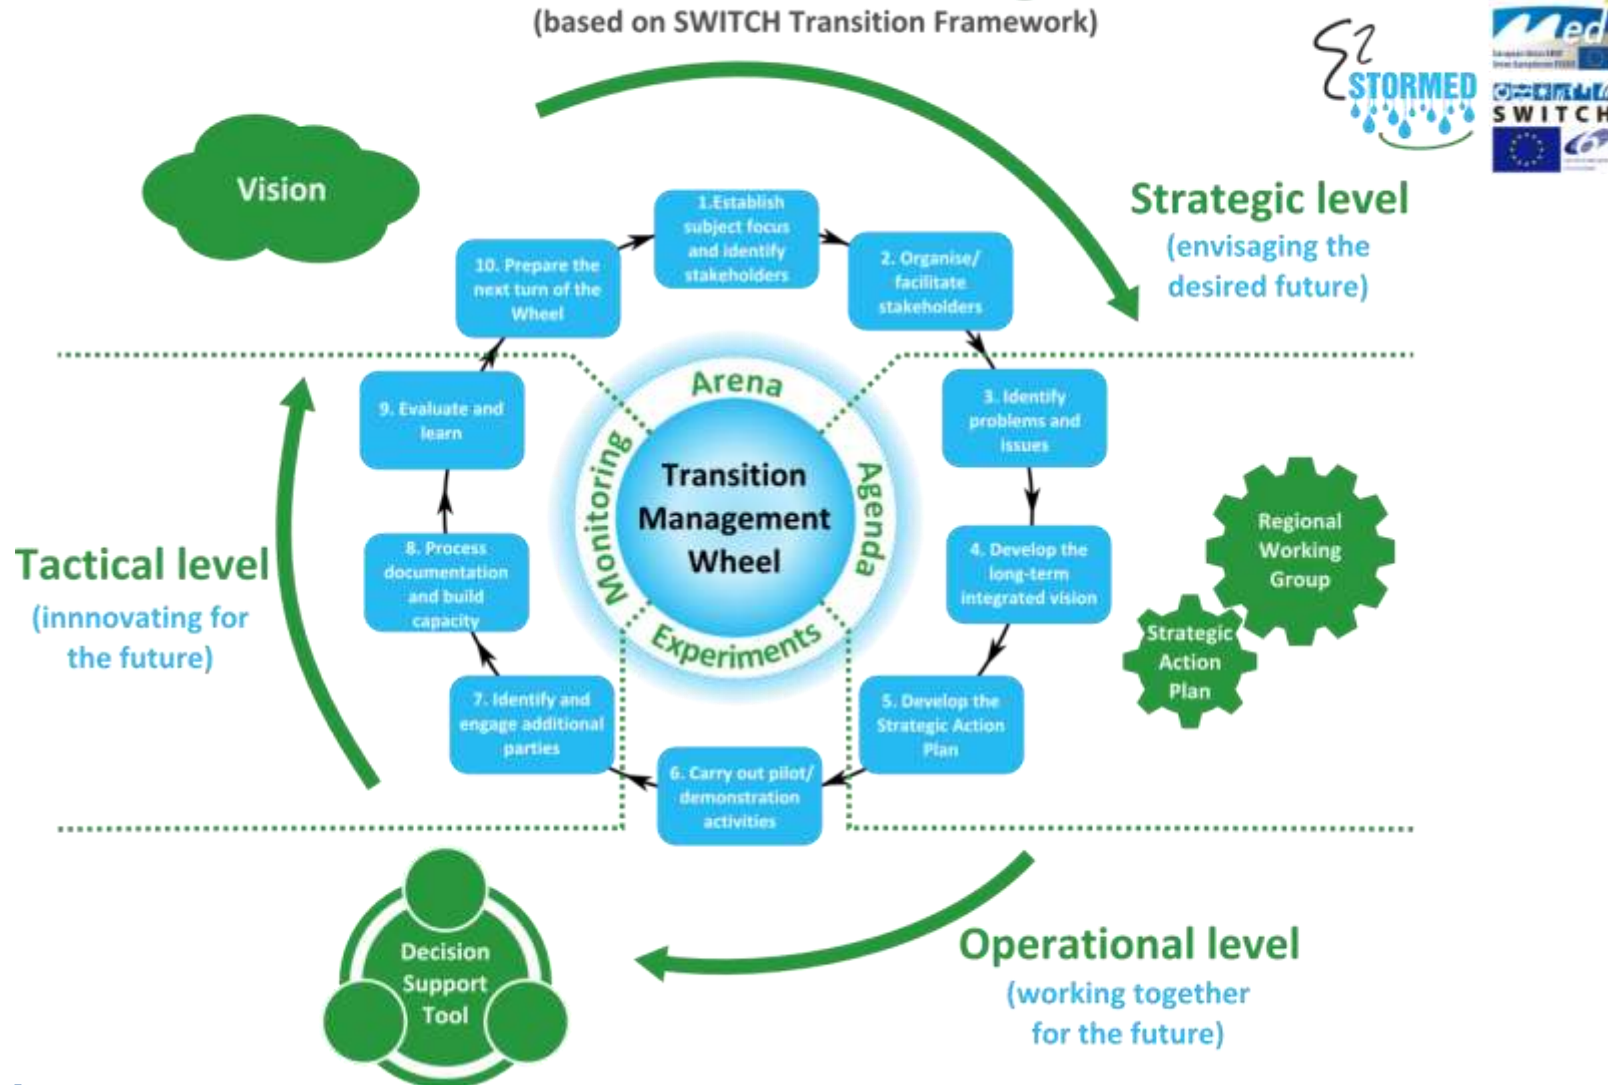 (based on SWITCH Transition Framework)
STORMED
Med
SWITCH
Vision
Strategic level
(envisaging the
desired future)
1.Establish
subject focus
and identify
stakeholders
2. Organise/
facilitate
stakeholders
3. Identify
problems and
issues
4. Develop the
long-term
integrated vision
5. Develop the
Strategic Action
Plan
6. Carry out pilot/
demonstration
activities
7. Identify and
engage additional
parties
8. Process
documentation
and build
capacity
9. Evaluate and
learn
10. Prepare the
next turn of the
Wheel
Arena
Agenda
Experiments
Monitoring
Transition
Management
Wheel
Regional
Working
Group
Strategic
Action
Plan
Tactical level
(innnovating for
the future)
Decision
Support
Tool
Operational level
(working together
for the future)